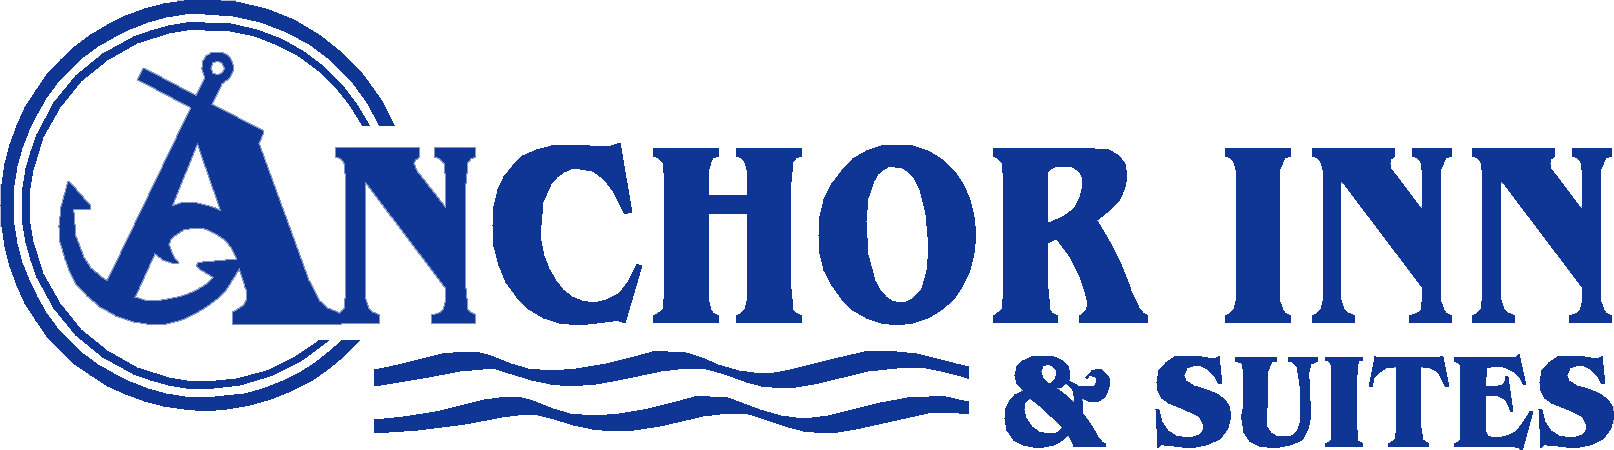 ANCHOR INN
& SUITES